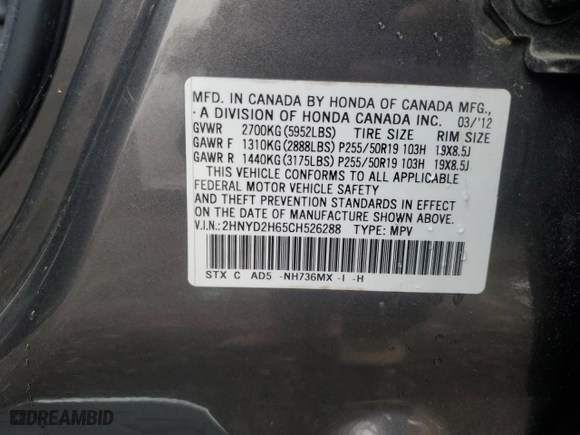 MFD. IN CANADA BY HONDA OF CANADA MFG.,
A DIVISION OF HONDA CANADA INC. 03/'12
GVWR 2700KG (5952LBS) TIRE SIZE RIM SIZE
GAWR F 1310KG (2888LBS) P255/50R19 103H 19X8.5J
GAWR R 1440KG (3175LBS) P255/50R19 103H 19X8.5J
THIS VEHICLE CONFORMS TO ALL APPLICABLE
FEDERAL MOTOR VEHICLE SAFETY
AND THEFT PREVENTION STANDARDS IN EFFECT
ON THE DATE OF MANUFACTURE SHOWN ABOVE.
V.I.N.: 2HNYD2H65CH526288 TYPE: MPV
STX C AD5 -NH736MX -I -H
DREAMBID